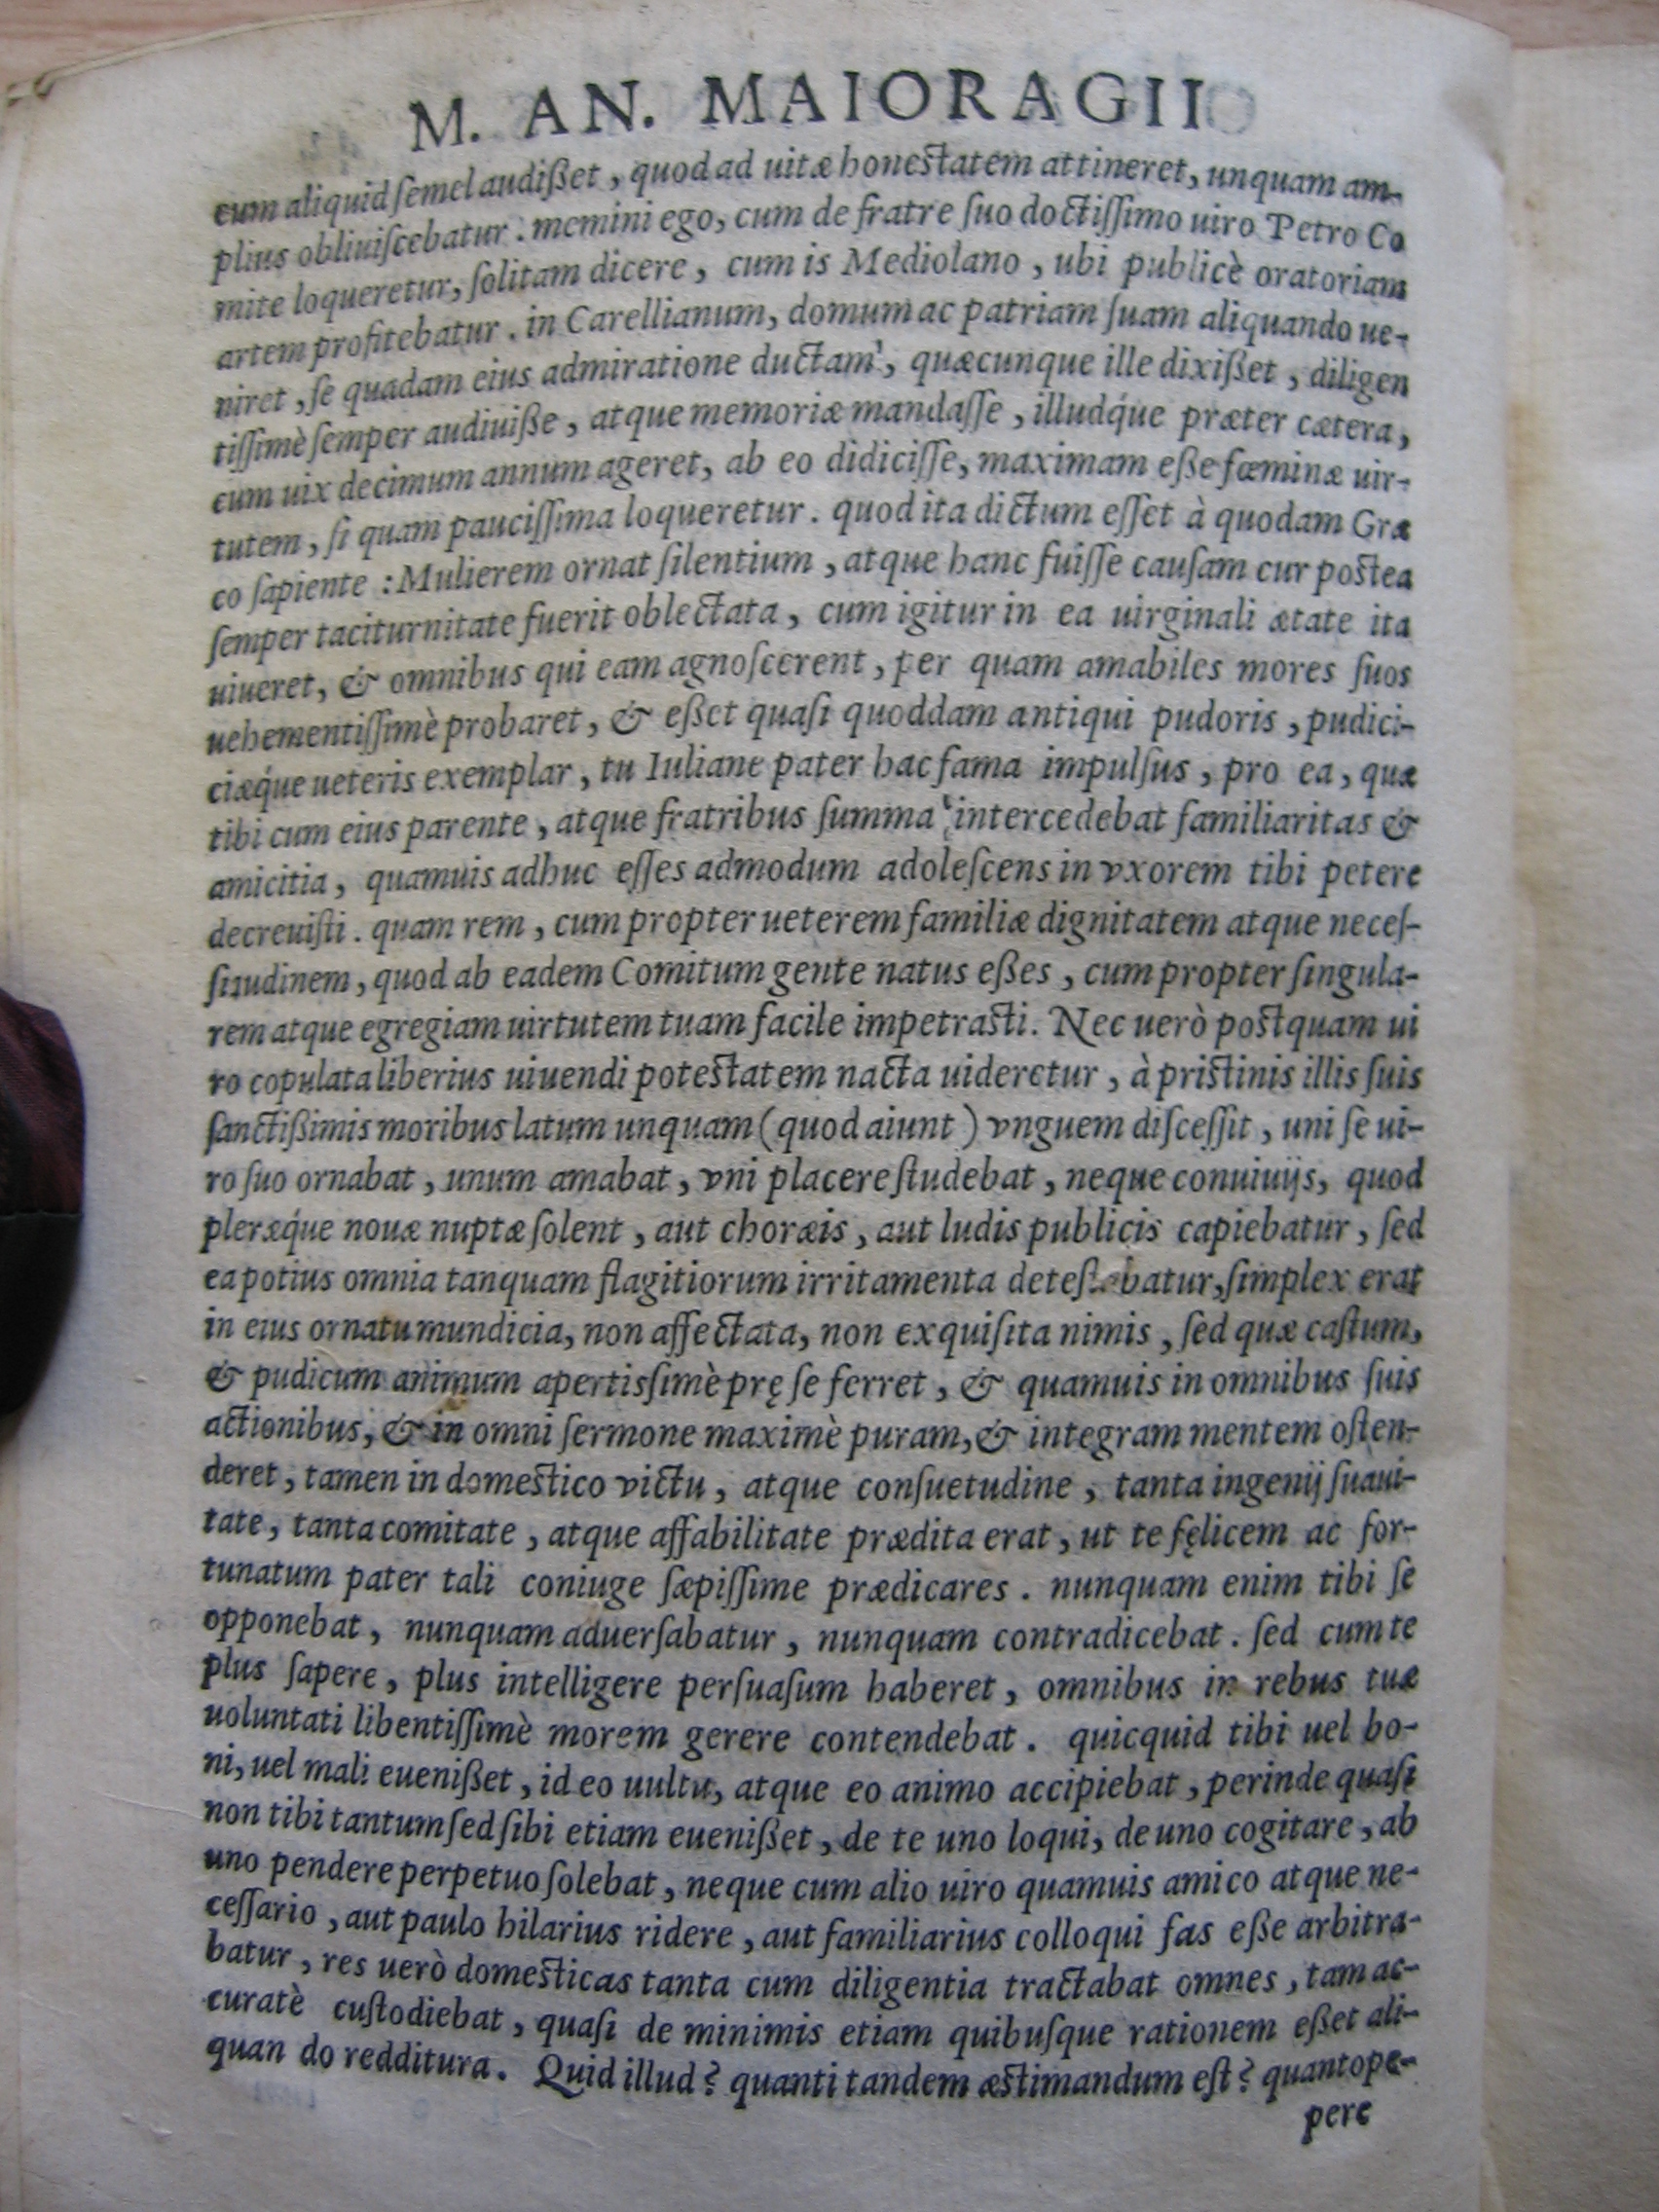 M. AN. MAIORAGII
cum aliquid ſemel audißet, quod ad uitæ honestatem attineret, unquam am-
plius obliuiſcebatur. memini ego, cum de fratre ſuo doctiſſimo uiro Petro Co
mite loqueretur, ſolitam dicere, cum is Mediolano, ubi publicè oratoriam
artem profitebatur. in Carellianum, domum ac patriam ſuam aliquando ue-
niret, ſe quadam eius admiratione ductam, quæcunque ille dixißet, diligen
tiſſimè ſemper audiuiße, atque memoriæ mandaſſe, illudq́ue præter cætera,
cum uix decimum annum ageret, ab eo didiciſſe, maximam eße fœminæ uir-
tutem, ſi quam pauciſſima loqueretur. quod ita dictum eſſet à quodam Græ
co ſapiente : Mulierem ornat ſilentium, atque hanc fuiſſe cauſam cur postea
ſemper taciturnitate fuerit oblectata, cum igitur in ea uirginali ætate ita
uiueret, & omnibus qui eam agnoſcerent, per quam amabiles mores ſuos
uehementiſſimè probaret, & eßet quaſi quoddam antiqui pudoris, pudici-
ciæq́ue ueteris exemplar, tu Iuliane pater hac fama impulſus, pro ea, quæ
tibi cum eius parente, atque fratribus ſumma intercedebat familiaritas &
amicitia, quamuis adhuc eſſes admodum adoleſcens in vxorem tibi petere
decreuiſti. quam rem, cum propter ueterem familiæ dignitatem atque neceſ-
ſitudinem, quod ab eadem Comitum gente natus eßes, cum propter ſingula-
rem atque egregiam uirtutem tuam facile impetrasti. Nec uerò postquam ui
ro copulata liberius uiuendi potestatem nacta uideretur, à pristinis illis ſuis
ſanctißimis moribus latum unquam (quod aiunt) vnguem diſceſſit, uni ſe ui-
ro ſuo ornabat, unum amabat, vni placere ſtudebat, neque conuiuijs, quod
pleræq́ue nouæ nuptæ ſolent, aut choræis, aut ludis publicis capiebatur, ſed
ea potius omnia tanquam flagitiorum irritamenta deteſtabatur, ſimplex erat
in eius ornatu mundicia, non affectata, non exquiſita nimis, ſed quæ caſtum,
& pudicum animum apertisſimè prę ſe ferret, & quamuis in omnibus ſuis
actionibus, & in omni ſermone maximè puram, & integram mentem oſten-
deret, tamen in domestico victu, atque conſuetudine, tanta ingenij ſuaui-
tate, tanta comitate, atque affabilitate prædita erat, ut te fęlicem ac for-
tunatum pater tali coniuge ſæpiſſime prædicares. nunquam enim tibi ſe
opponebat, nunquam aduerſabatur, nunquam contradicebat. ſed cum te
plus ſapere, plus intelligere perſuaſum haberet, omnibus in rebus tuæ
uoluntati libentiſſimè morem gerere contendebat. quicquid tibi uel bo-
ni, uel mali eueniſſet, id eo uultu, atque eo animo accipiebat, perinde quaſi
non tibi tantum ſed ſibi etiam euenißet, de te uno loqui, de uno cogitare, ab
uno pendere perpetuo ſolebat, neque cum alio uiro quamuis amico atque ne-
ceſſario, aut paulo hilarius ridere, aut familiarius colloqui fas eße arbitra-
batur, res uerò domesticas tanta cum diligentia tractabat omnes, tam ac-
curatè cuſtodiebat, quaſi de minimis etiam quibuſque rationem eßet ali-
quan do redditura. Quid illud? quanti tandem æstimandum eſt? quantope-
pere